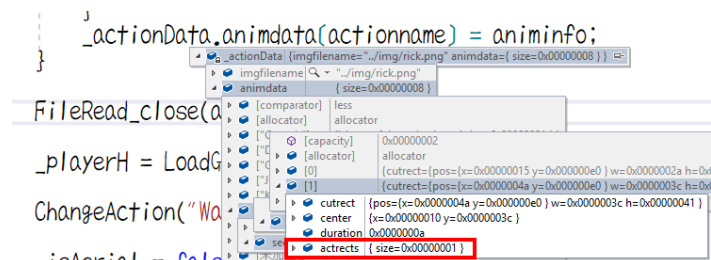 }
_actionData.animdata(actionname) = animinfo;
}
_actionData {imgfilename="../img/rick.png" animdata={ size=0x00000008 } }
imgfilename "../img/rick.png"
animdata { size=0x00000008 }
FileRead_close(a
[comparator] less
[allocator] allocator
[capacity] 0x00000002
[allocator] allocator
_playerH = LoadG
[0] {cutrect={pos={x=0x00000015 y=0x000000e0 } w=0x0000002a h=0x0
[1] {cutrect={pos={x=0x0000004a y=0x000000e0 } w=0x0000003c h=0x0
ChangeAction("Wa
cutrect {pos={x=0x0000004a y=0x000000e0 } w=0x0000003c h=0x00000041 }
center {x=0x00000010 y=0x0000003c }
duration 0x0000000a
se
actrects { size=0x00000001 }